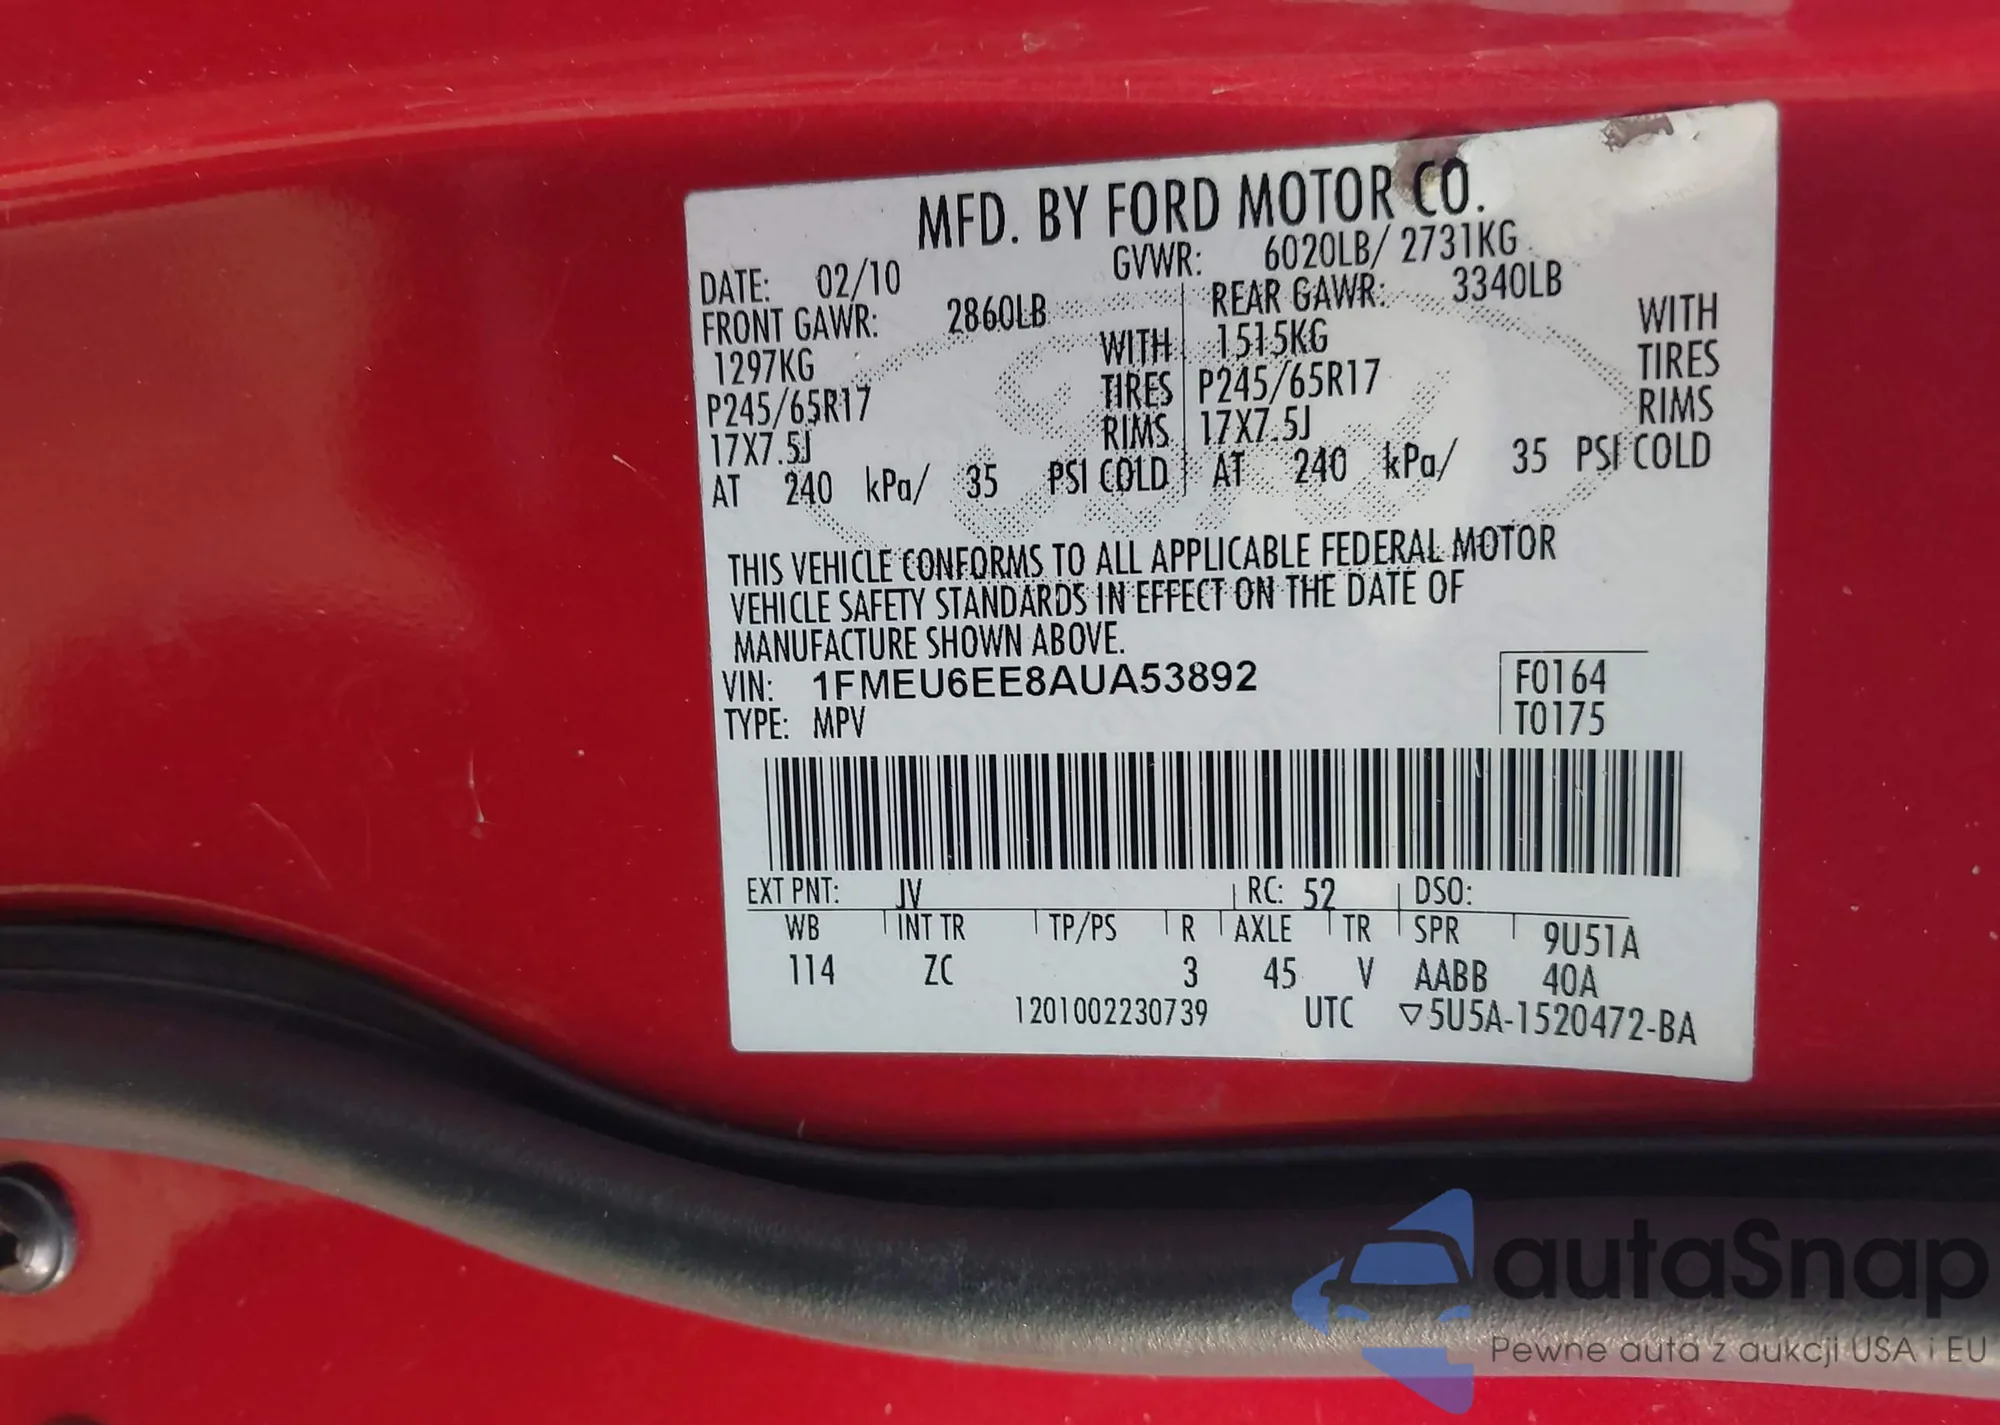 MFD. BY FORD MOTOR CO.
DATE: 02/10 GVWR: 6020LB/ 2731KG
FRONT GAWR: 2860LB REAR GAWR: 3340LB
1297KG WITH 1515KG WITH
P245/65R17 TIRES P245/65R17 TIRES
17X7.5J RIMS 17X7.5J RIMS
AT 240 kPa/ 35 PSI COLD AT 240 kPa/ 35 PSI COLD
THIS VEHICLE CONFORMS TO ALL APPLICABLE FEDERAL MOTOR
VEHICLE SAFETY STANDARDS IN EFFECT ON THE DATE OF
MANUFACTURE SHOWN ABOVE.
VIN: 1FMEU6EE8AUA53892 F0164
TYPE: MPV T0175
EXT PNT: JV RC: 52 DSO:
WB INT TR TP/PS R AXLE TR SPR 9U51A
114 ZC 3 45 V AABB 40A
1201002230739 UTC ▽5U5A-1520472-BA
autaSnap
Pewne auta z aukcji USA i EU